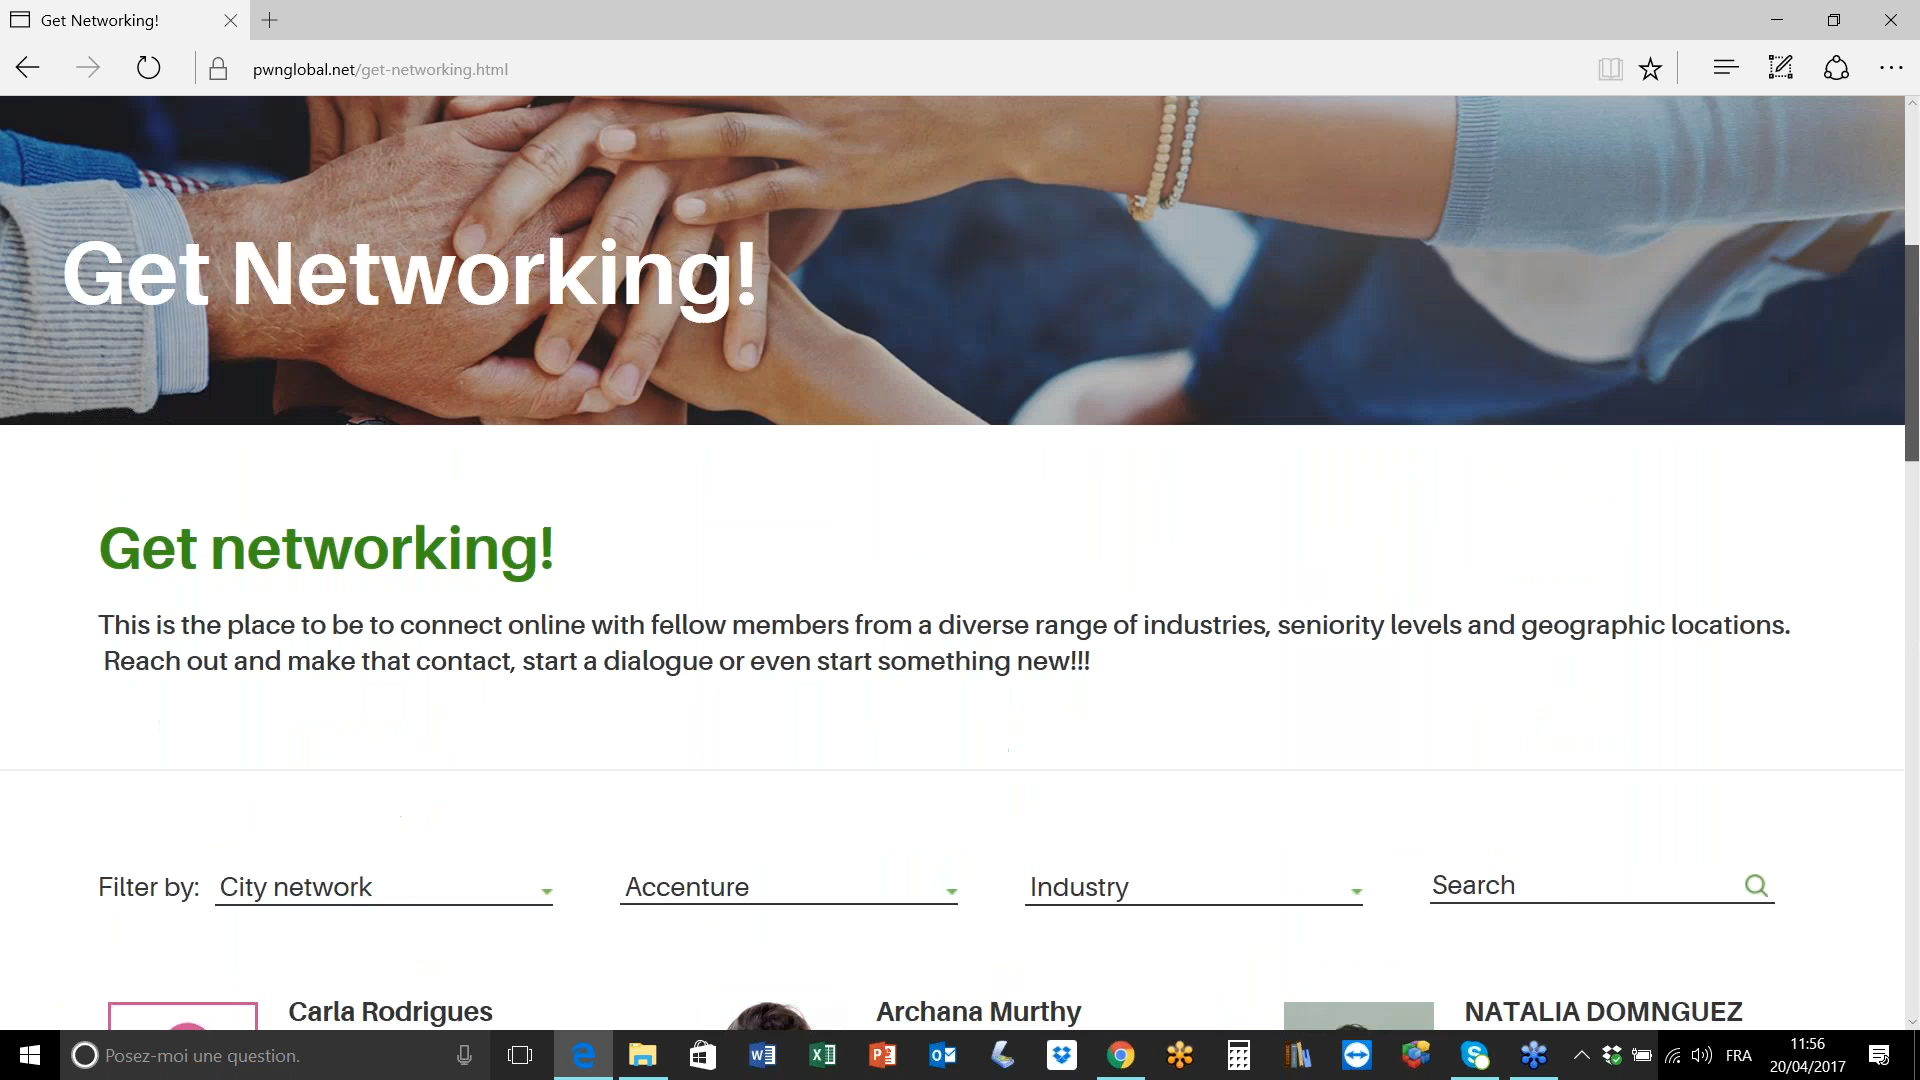 Get Networking!
pwnglobal.net/get-networking.html
Get Networking!
Get networking!
This is the place to be to connect online with fellow members from a diverse range of industries, seniority levels and geographic locations.
Reach out and make that contact, start a dialogue or even start something new!!!
Filter by: City network Accenture Industry Search
Carla Rodrigues Archana Murthy NATALIA DOMNGUEZ
Posez-moi une question.
FRA
11:56
20/04/2017